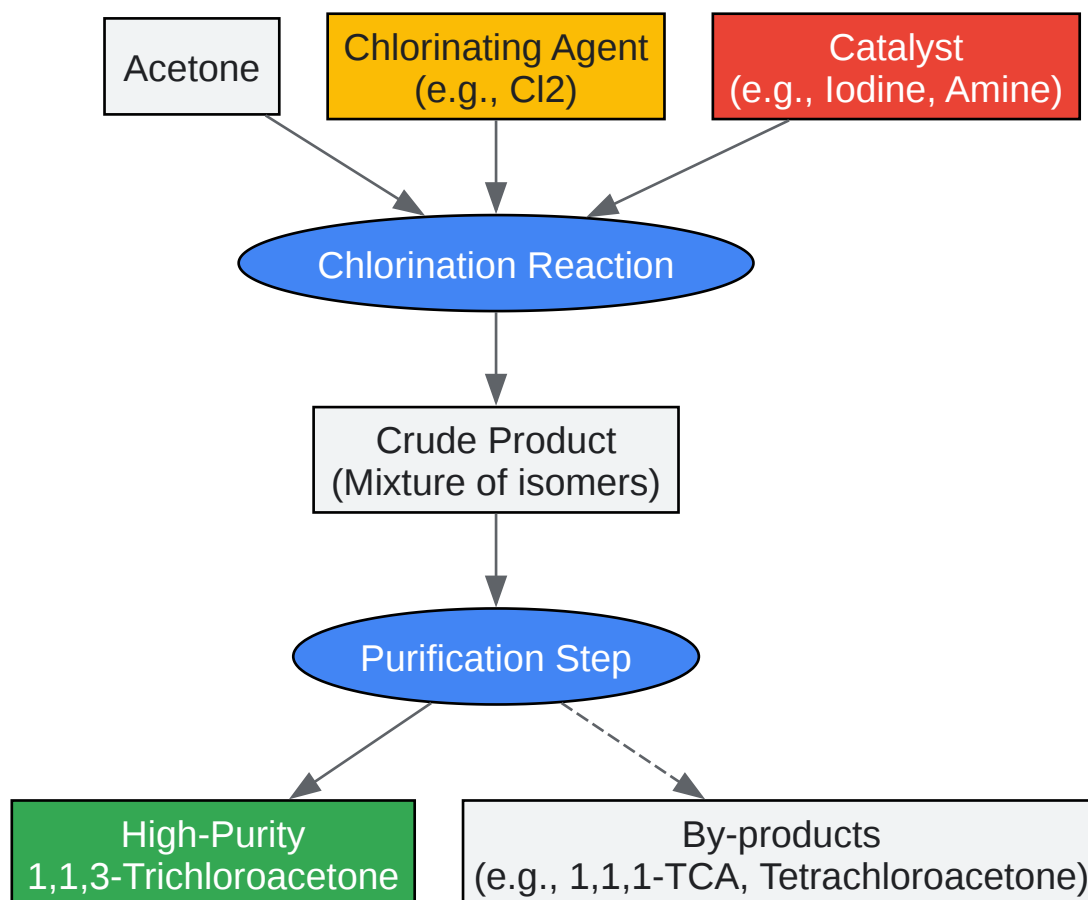 Acetone
Chlorinating Agent
(e.g., Cl2)
Catalyst
(e.g., Iodine, Amine)
Chlorination Reaction
Crude Product
(Mixture of isomers)
Purification Step
High-Purity
1,1,3-Trichloroacetone
By-products
(e.g., 1,1,1-TCA, Tetrachloroacetone)